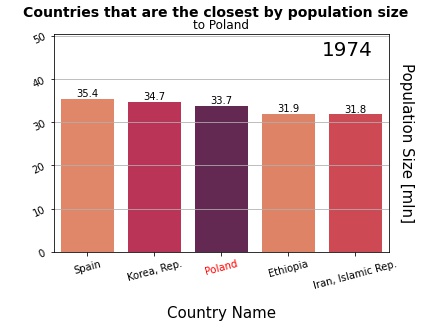 Countries that are the closest by population size
to Poland
1974
50
40
30
20
10
0
35.4
34.7
33.7
31.9
31.8
Spain
Korea, Rep.
Poland
Ethiopia
Iran, Islamic Rep.
Country Name
Population Size [mln]